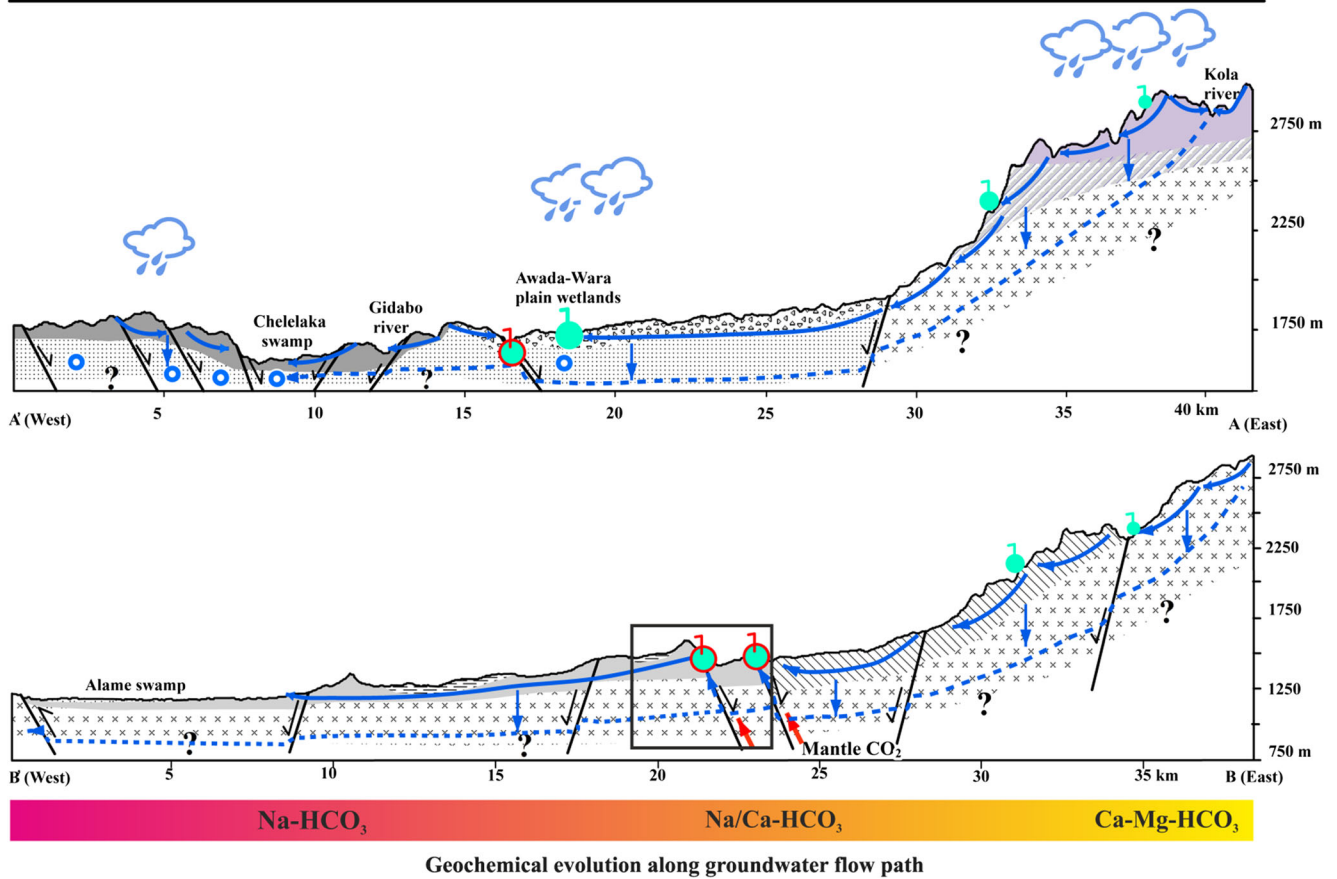 Kola
river
2750 m
Awada-Wara
plain wetlands
2250
?
Gidabo
river
Chelelaka
swamp
1750 m
?
?
?
5
10
15
20
25
30
35
40 km
A' (West)
A (East)
2750 m
2250 m
?
1750 m
Alame swamp
1250 m
?
?
?
Mantle CO₂
750 m
B' (West)
5
10
15
20
25
30
35 km
B (East)
Na-HCO₃
Na/Ca-HCO₃
Ca-Mg-HCO₃
Geochemical evolution along groundwater flow path